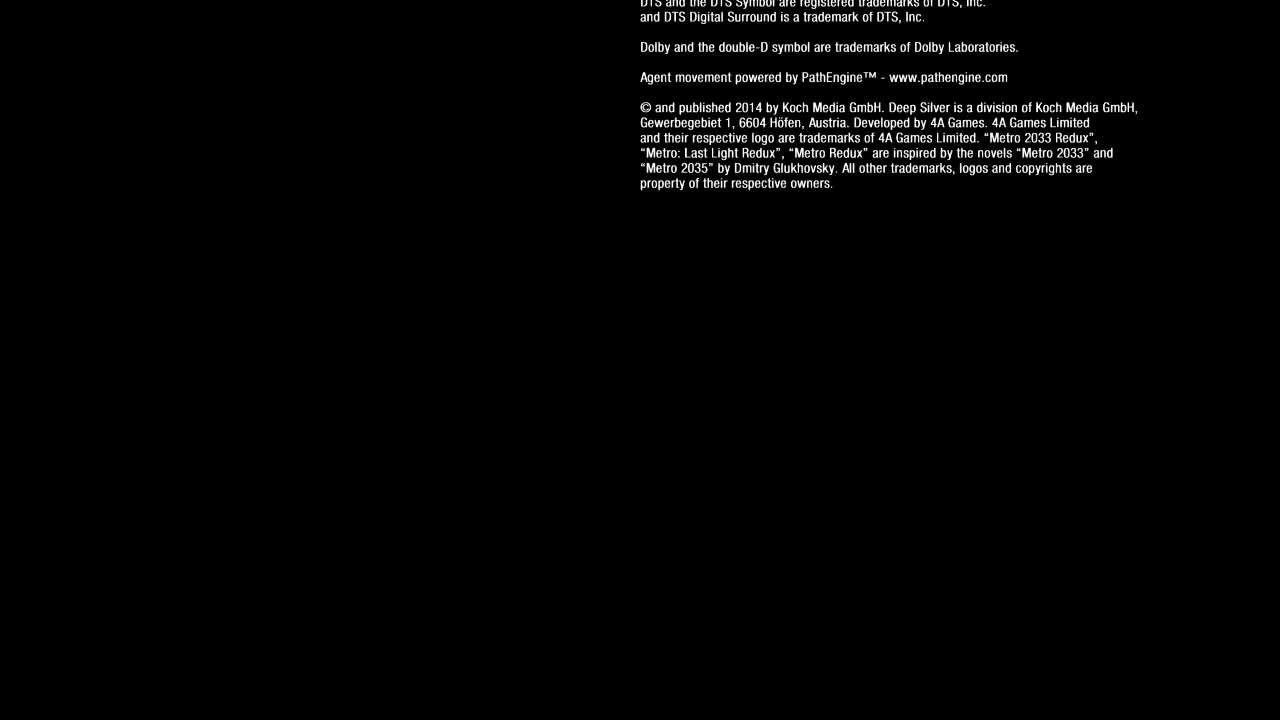 DTS and the DTS Symbol are registered trademarks of DTS, Inc.
and DTS Digital Surround is a trademark of DTS, Inc.
Dolby and the double-D symbol are trademarks of Dolby Laboratories.
Agent movement powered by PathEngine™ - www.pathengine.com
© and published 2014 by Koch Media GmbH. Deep Silver is a division of Koch Media GmbH,
Gewerbegebiet 1, 6604 Höfen, Austria. Developed by 4A Games. 4A Games Limited
and their respective logo are trademarks of 4A Games Limited. “Metro 2033 Redux”,
“Metro: Last Light Redux”, “Metro Redux” are inspired by the novels “Metro 2033” and
“Metro 2035” by Dmitry Glukhovsky. All other trademarks, logos and copyrights are
property of their respective owners.